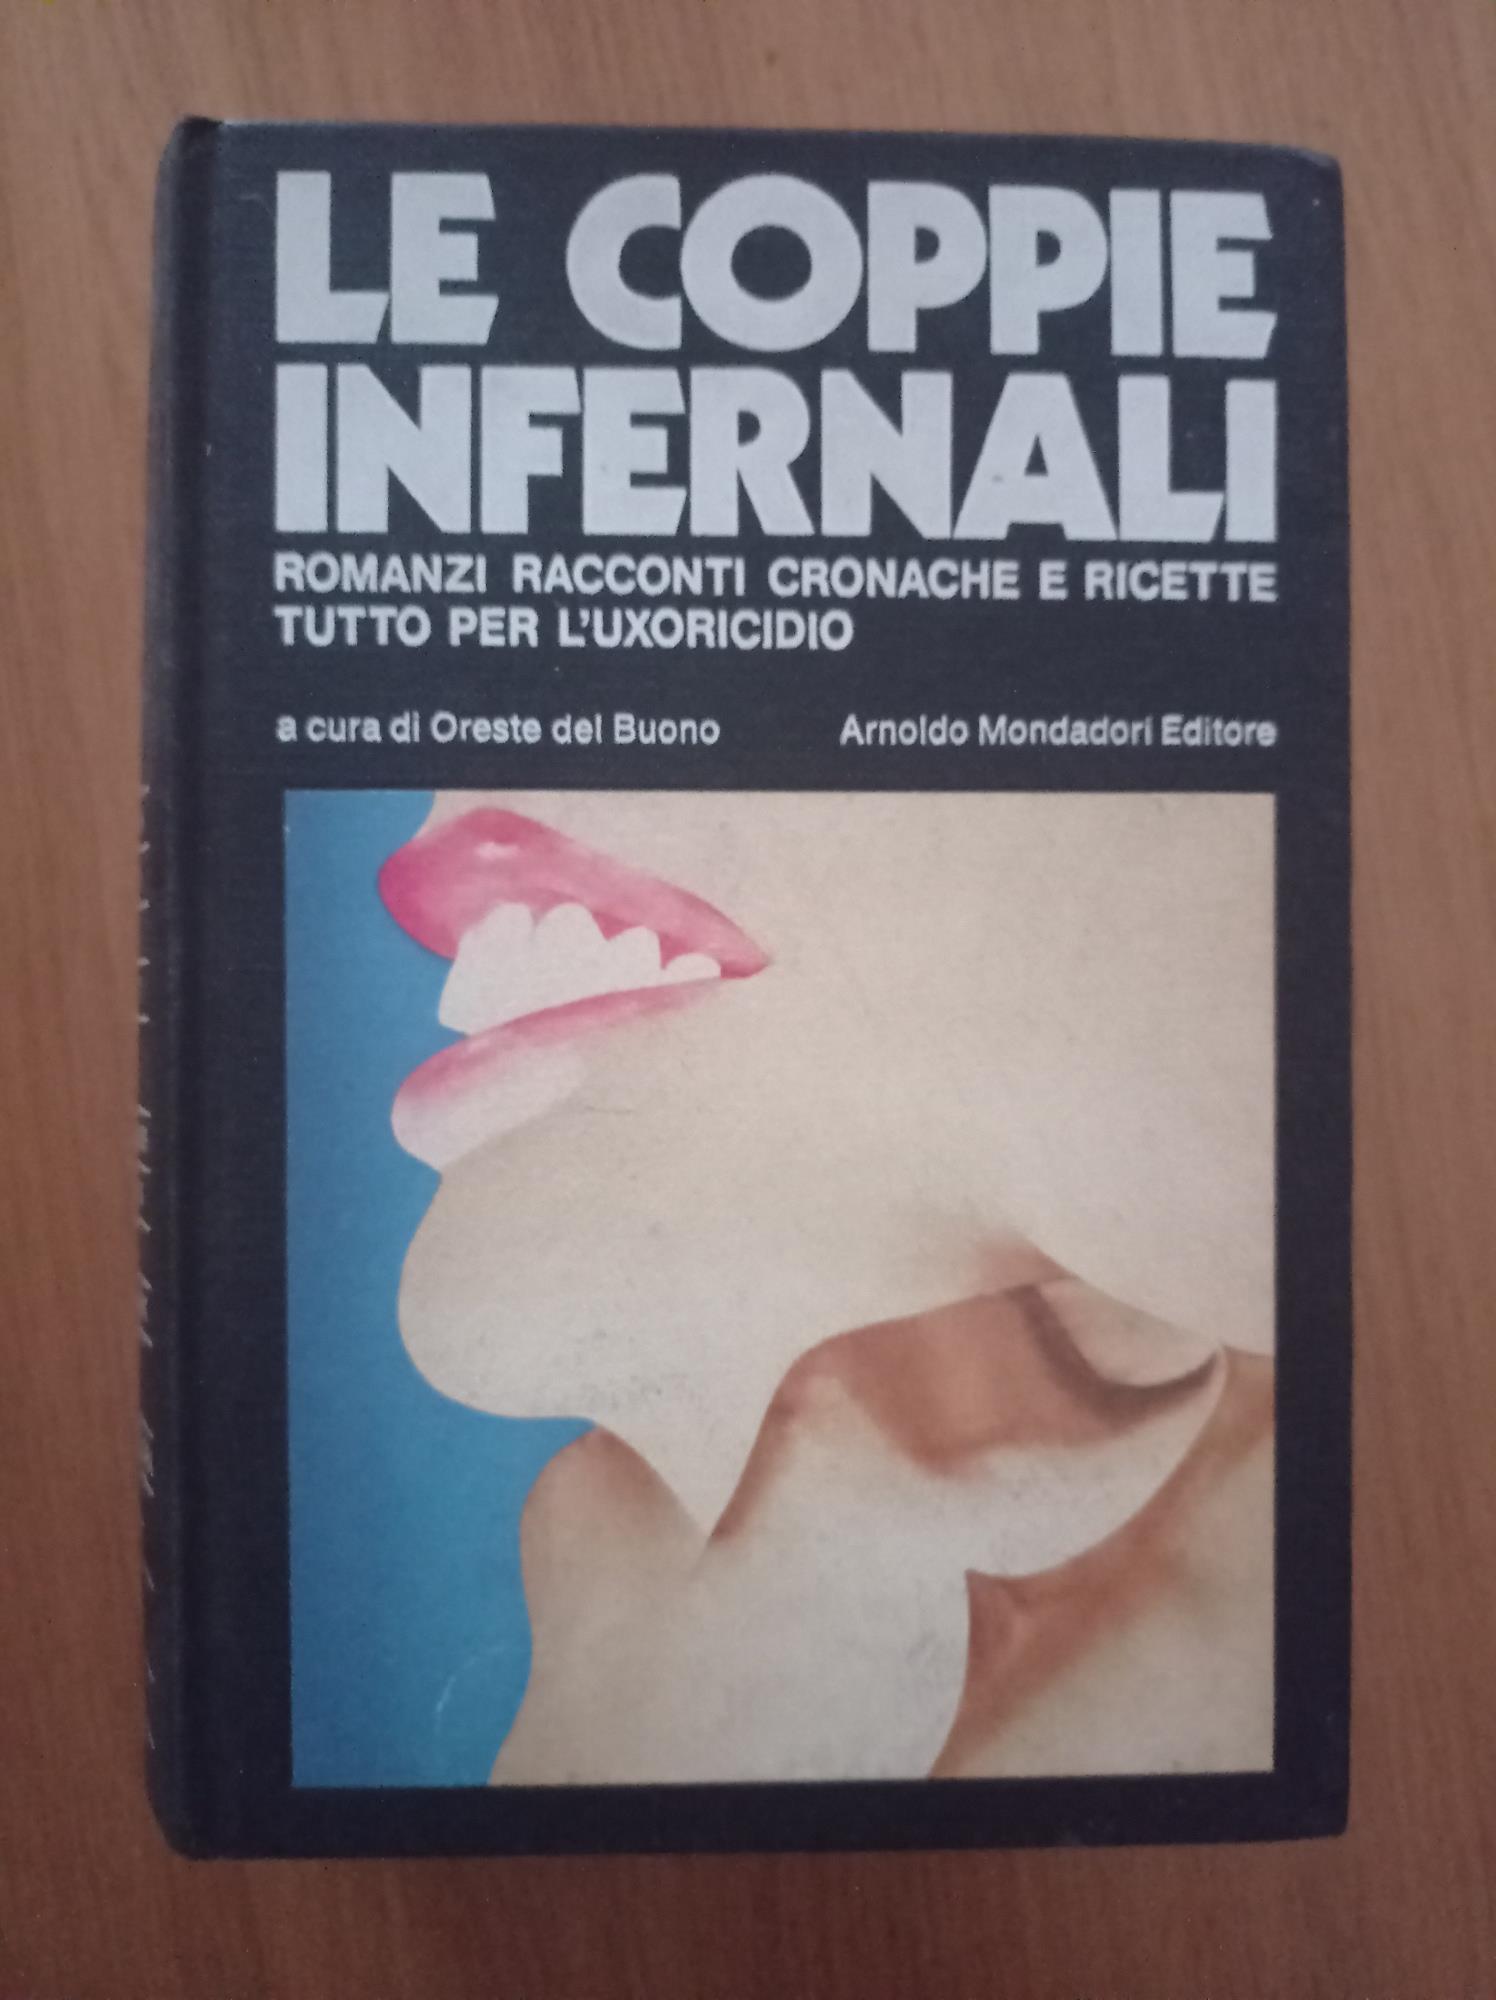 LE COPPIE
INFERNALI
ROMANZI RACCONTI CRONACHE E RICETTE
TUTTO PER L'UXORICIDIO
a cura di Oreste del Buono Arnoldo Mondadori Editore